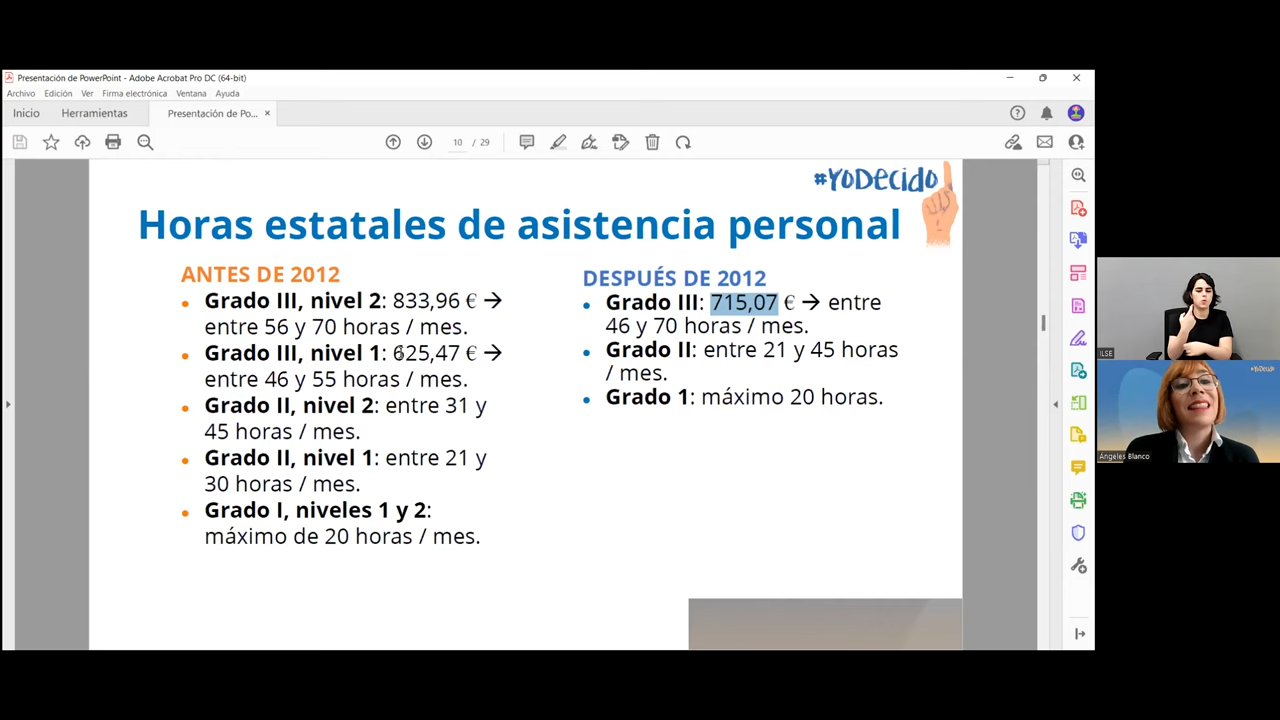 Presentación de PowerPoint - Adobe Acrobat Pro DC (64-bit)
Archivo Edición Ver Firma electrónica Ventana Ayuda
Inicio Herramientas Presentación de Po... ×
10 / 29
#YoDecido
Horas estatales de asistencia personal
ANTES DE 2012
• Grado III, nivel 2: 833,96 € →
entre 56 y 70 horas / mes.
• Grado III, nivel 1: 625,47 € →
entre 46 y 55 horas / mes.
• Grado II, nivel 2: entre 31 y
45 horas / mes.
• Grado II, nivel 1: entre 21 y
30 horas / mes.
• Grado I, niveles 1 y 2:
máximo de 20 horas / mes.
DESPUÉS DE 2012
• Grado III: 715,07 € → entre
46 y 70 horas / mes.
• Grado II: entre 21 y 45 horas
/ mes.
• Grado 1: máximo 20 horas.
ILSE
#YoDecido
Ángeles Blanco